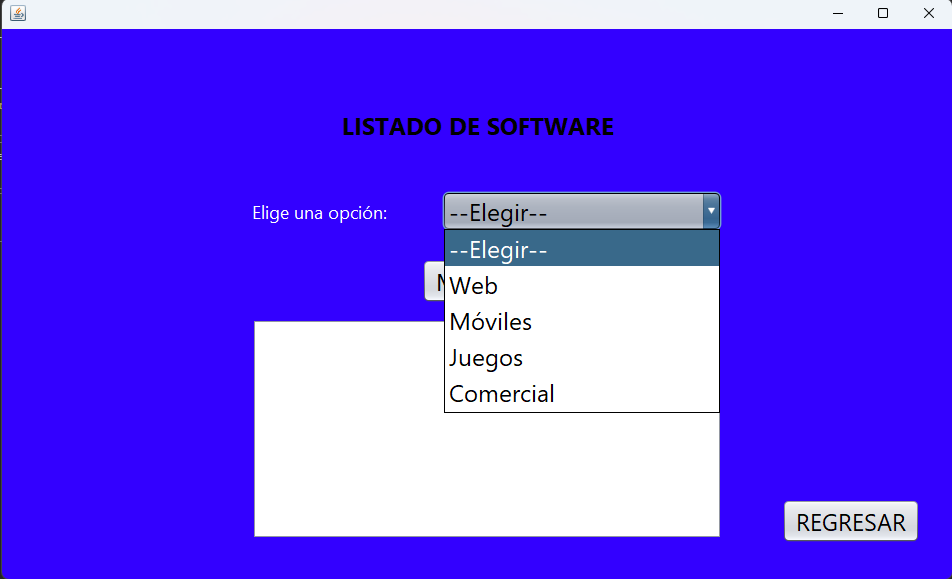 LISTADO DE SOFTWARE
Elige una opción:
--Elegir--
--Elegir--
Web
Móviles
Juegos
Comercial
REGRESAR